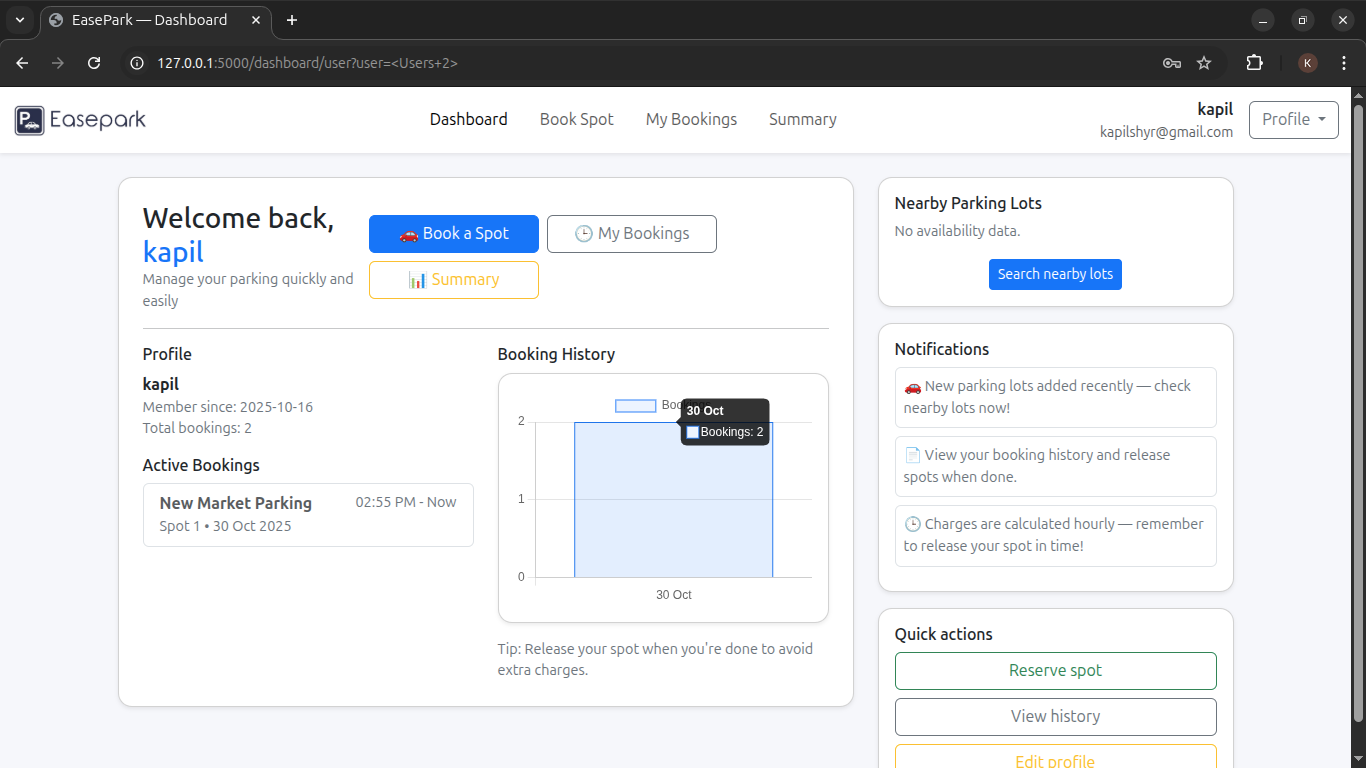 EasePark — Dashboard
127.0.0.1:5000/dashboard/user?user=<Users+2>
K
P Easepark
Dashboard
Book Spot
My Bookings
Summary
kapil
kapilshyr@gmail.com
Profile
Welcome back,
kapil
Manage your parking quickly and
easily
🚗 Book a Spot
🕒 My Bookings
📊 Summary
Profile
kapil
Member since: 2025-10-16
Total bookings: 2
Active Bookings
New Market Parking 02:55 PM - Now
Spot 1 • 30 Oct 2025
Booking History
30 Oct
Bookings: 2
2
1
0
30 Oct
Tip: Release your spot when you're done to avoid
extra charges.
Nearby Parking Lots
No availability data.
Search nearby lots
Notifications
🚗 New parking lots added recently — check
nearby lots now!
📄 View your booking history and release
spots when done.
🕒 Charges are calculated hourly — remember
to release your spot in time!
Quick actions
Reserve spot
View history
Edit profile